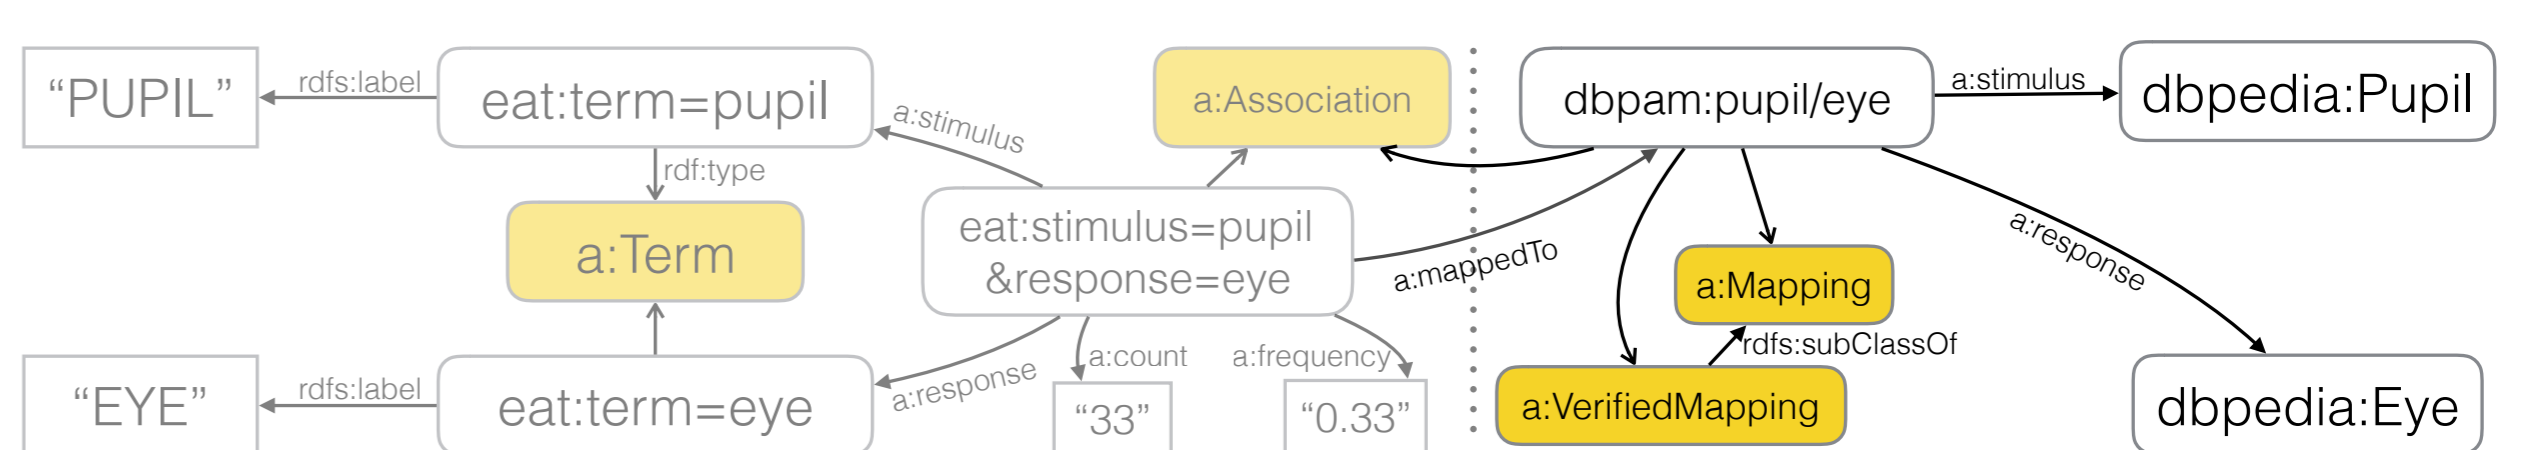 “PUPIL”
rdfs:label
eat:term=pupil
a:stimulus
a:Association
dbpam:pupil/eye
a:stimulus
dbpedia:Pupil
rdf:type
a:Term
eat:stimulus=pupil
&response=eye
a:mappedTo
a:Mapping
a:response
rdfs:subClassOf
“EYE”
rdfs:label
eat:term=eye
a:response
a:count
“33”
a:frequency
“0.33”
a:VerifiedMapping
dbpedia:Eye